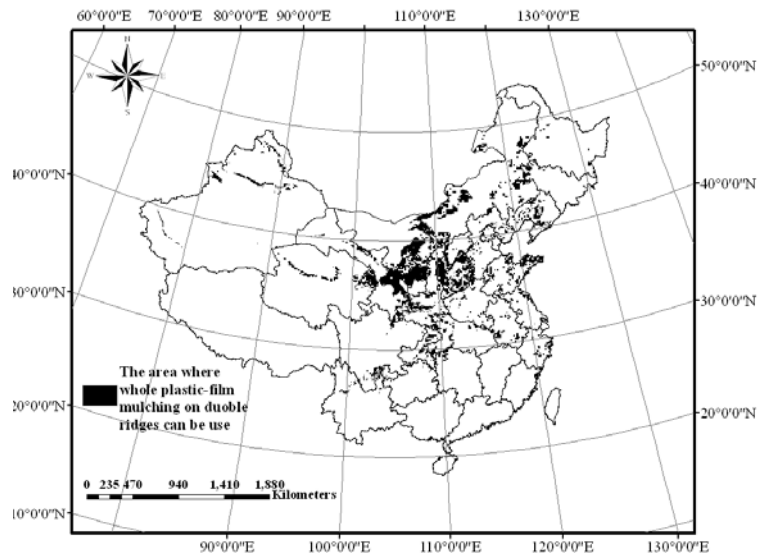 60°0'0"E 70°0'0"E 80°0'0"E 90°0'0"E 110°0'0"E 130°0'0"E
H
W U
S
50°0'0"N
40°0'0"N 40°0'0"N
30°0'0"N 30°0'0"N
The area where
whole plastic-film
mulching on duoble
ridges can be use
20°0'0"N 20°0'0"N
0 235 470 940 1,410 1,880
Kilometers
10°0'0"N
90°0'0"E 100°0'0"E 110°0'0"E 120°0'0"E 130°0'0"E